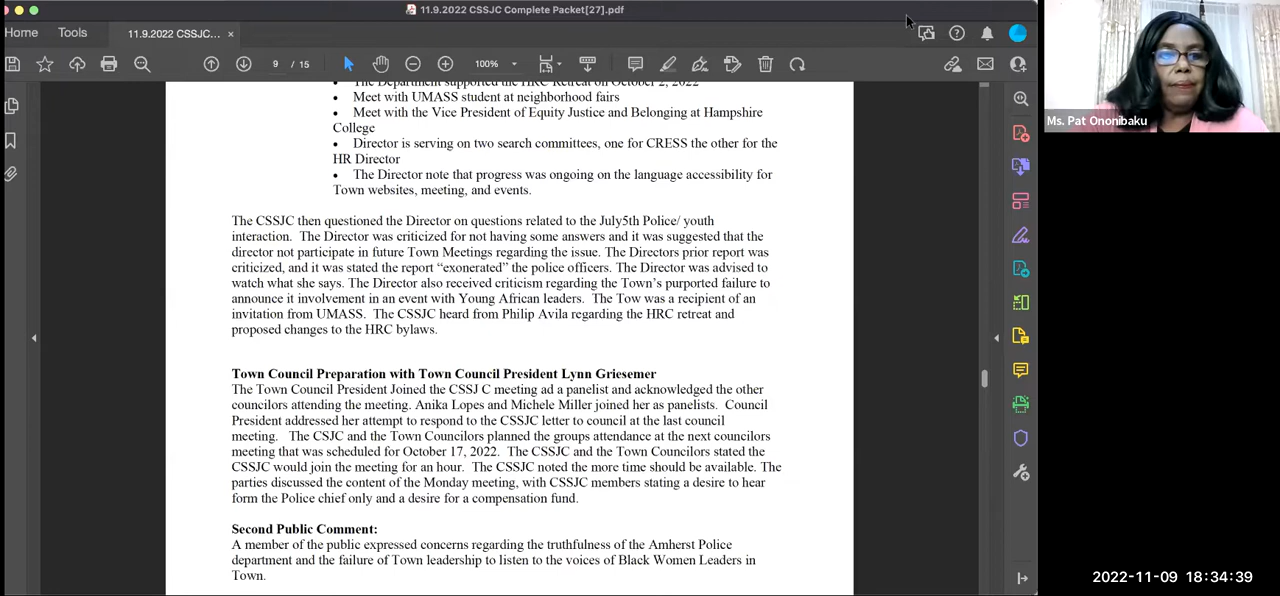 11.9.2022 CSSJC Complete Packet[27].pdf
Home
Tools
11.9.2022 CSSJC... ×
9 / 15
100%
The Department supported the HRC Retreat October 2, 2022
• Meet with UMASS student at neighborhood fairs
• Meet with the Vice President of Equity Justice and Belonging at Hampshire
College
• Director is serving on two search committees, one for CRESS the other for the
HR Director
• The Director note that progress was ongoing on the language accessibility for
Town websites, meeting, and events.
The CSSJC then questioned the Director on questions related to the July5th Police/ youth
interaction. The Director was criticized for not having some answers and it was suggested that the
director not participate in future Town Meetings regarding the issue. The Directors prior report was
criticized, and it was stated the report “exonerated” the police officers. The Director was advised to
watch what she says. The Director also received criticism regarding the Town’s purported failure to
announce it involvement in an event with Young African leaders. The Tow was a recipient of an
invitation from UMASS. The CSSJC heard from Philip Avila regarding the HRC retreat and
proposed changes to the HRC bylaws.
Town Council Preparation with Town Council President Lynn Griesemer
The Town Council President Joined the CSSJ C meeting ad a panelist and acknowledged the other
councilors attending the meeting. Anika Lopes and Michele Miller joined her as panelists. Council
President addressed her attempt to respond to the CSSJC letter to council at the last council
meeting. The CSJC and the Town Councilors planned the groups attendance at the next councilors
meeting that was scheduled for October 17, 2022. The CSSJC and the Town Councilors stated the
CSSJC would join the meeting for an hour. The CSSJC noted the more time should be available. The
parties discussed the content of the Monday meeting, with CSSJC members stating a desire to hear
form the Police chief only and a desire for a compensation fund.
Second Public Comment:
A member of the public expressed concerns regarding the truthfulness of the Amherst Police
department and the failure of Town leadership to listen to the voices of Black Women Leaders in
Town.
Ms. Pat Ononibaku
2022-11-09 18:34:39